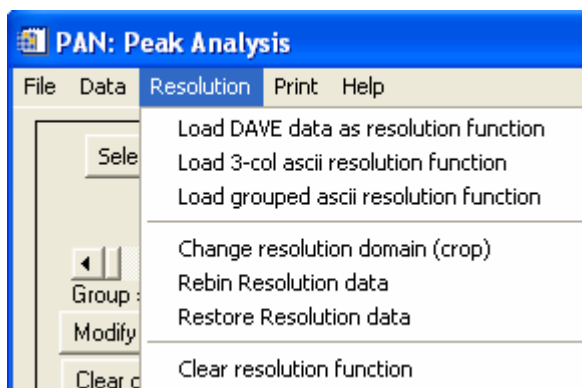 PAN: Peak Analysis
File Data Resolution Print Help
Load DAVE data as resolution function
Load 3-col ascii resolution function
Load grouped ascii resolution function
Change resolution domain (crop)
Rebin Resolution data
Restore Resolution data
Clear resolution function
Sele
Group :
Modify
Clear c